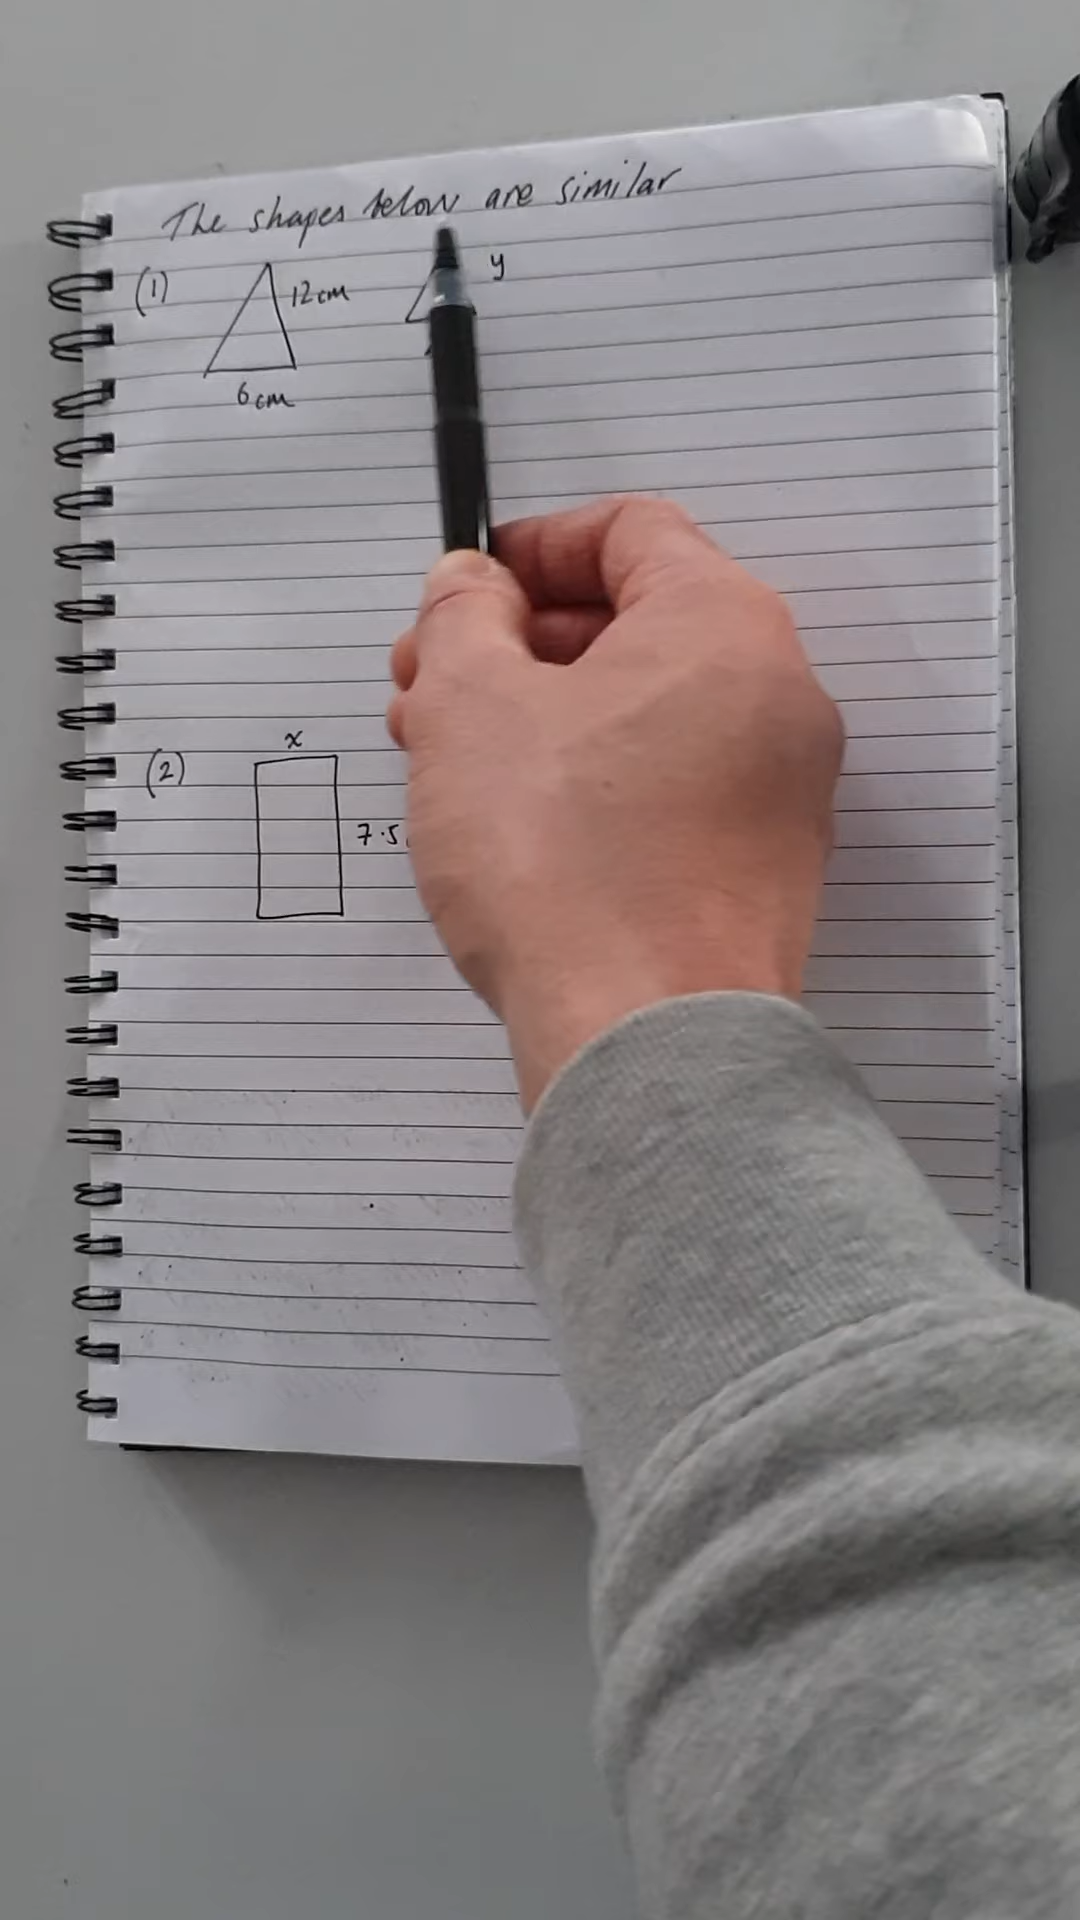 The shapes below are similar
(1) 12cm y
6cm
x
(2)
7.5